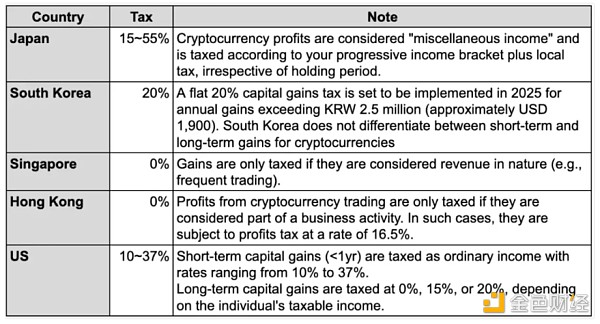 Country Tax Note
Japan 15~55% Cryptocurrency profits are considered "miscellaneous income" and
is taxed according to your progressive income bracket plus local
tax, irrespective of holding period.
South Korea 20% A flat 20% capital gains tax is set to be implemented in 2025 for
annual gains exceeding KRW 2.5 million (approximately USD
1,900). South Korea does not differentiate between short-term and
long-term gains for cryptocurrencies
Singapore 0% Gains are only taxed if they are considered revenue in nature (e.g.,
frequent trading).
Hong Kong 0% Profits from cryptocurrency trading are only taxed if they are
considered part of a business activity. In such cases, they are
subject to profits tax at a rate of 16.5%.
US 10~37% Short-term capital gains (<1yr) are taxed as ordinary income with
rates ranging from 10% to 37%.
Long-term capital gains are taxed at 0%, 15%, or 20%, depending
on the individual's taxable income.
金色财经